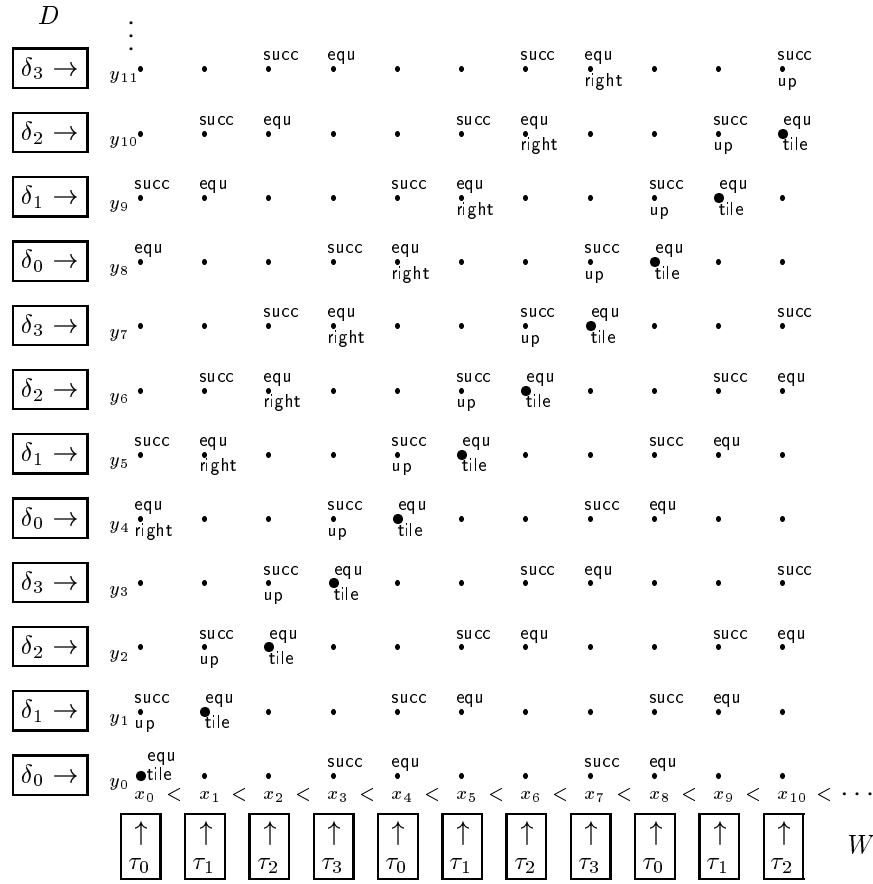 D ⋮
succ equ succ equ succ
δ₃ → y₁₁ right up
succ equ succ equ succ equ
δ₂ → y₁₀ right up tile
succ equ succ equ succ equ
δ₁ → y₉ right up tile
equ succ equ succ equ
δ₀ → y₈ right up tile
succ equ succ equ succ
δ₃ → y₇ right up tile
succ equ succ equ succ equ
δ₂ → y₆ right up tile
succ equ succ equ succ equ
δ₁ → y₅ right up tile
equ succ equ succ equ
δ₀ → y₄ right up tile
succ equ succ equ succ
δ₃ → y₃ up tile
succ equ succ equ succ equ
δ₂ → y₂ up tile
succ equ succ equ succ equ
δ₁ → y₁ up tile
equ succ equ succ equ
δ₀ → y₀ tile
x₀ < x₁ < x₂ < x₃ < x₄ < x₅ < x₆ < x₇ < x₈ < x₉ < x₁₀ < ⋯
↑ ↑ ↑ ↑ ↑ ↑ ↑ ↑ ↑ ↑ ↑ W
τ₀ τ₁ τ₂ τ₃ τ₀ τ₁ τ₂ τ₃ τ₀ τ₁ τ₂